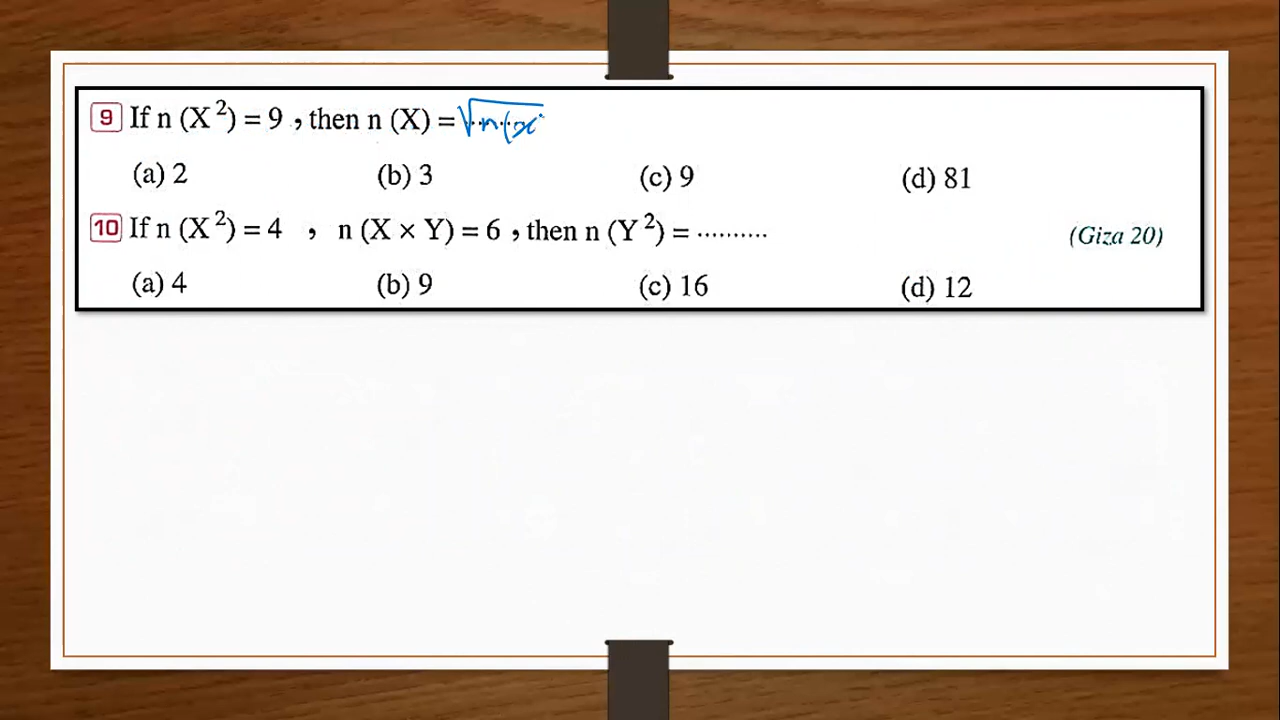 9 If n (X²) = 9 , then n (X) = √n(x
(a) 2 (b) 3 (c) 9 (d) 81
10 If n (X²) = 4 , n (X × Y) = 6 , then n (Y²) = .......... (Giza 20)
(a) 4 (b) 9 (c) 16 (d) 12